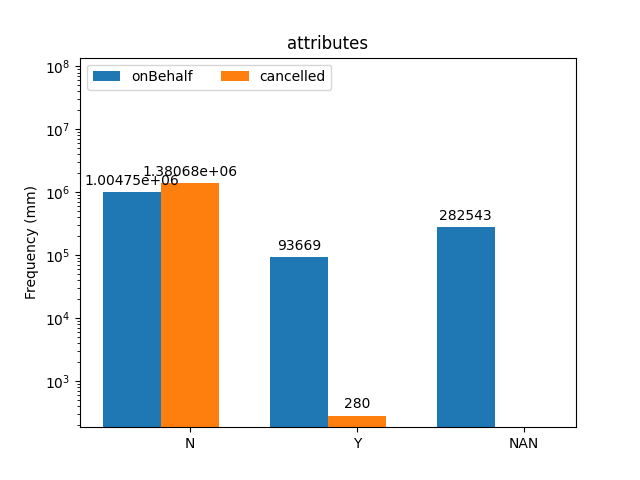 attributes
onBehalf
cancelled
Frequency (mm)
10^8
10^7
10^6
10^5
10^4
10^3
1.00475e+06
1.38068e+06
93669
280
282543
N
Y
NAN